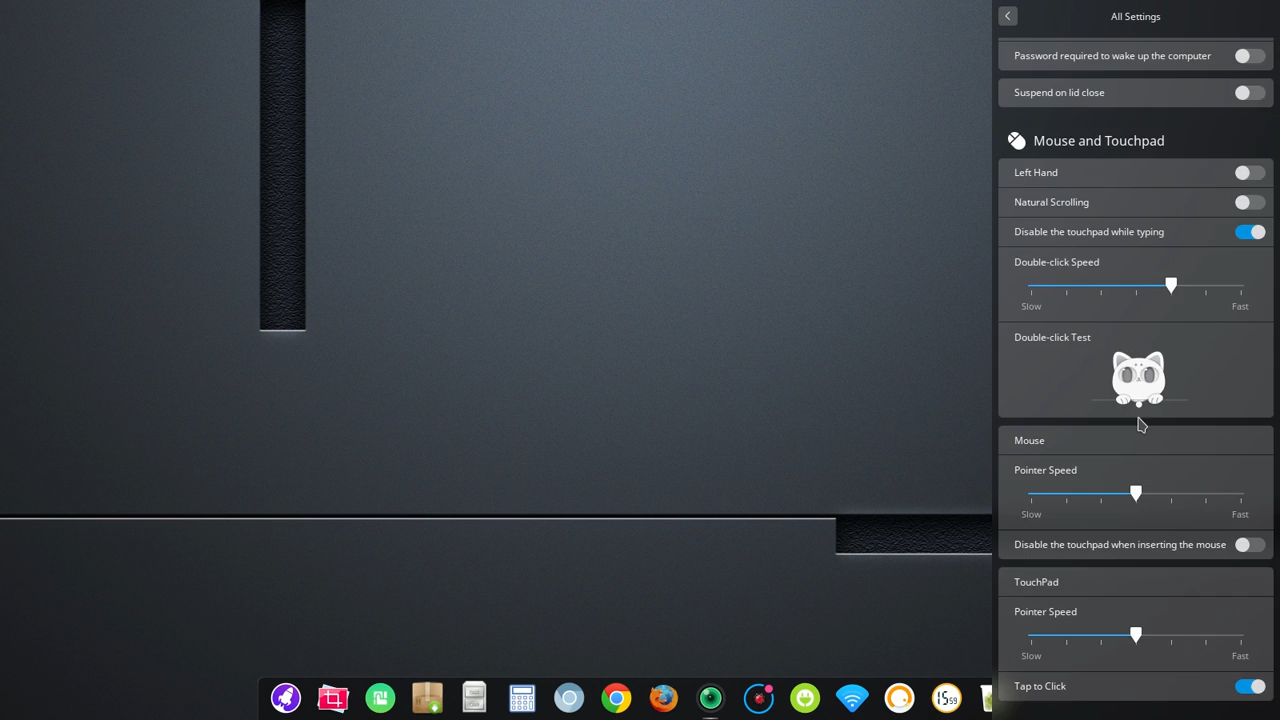 All Settings
Password required to wake up the computer
Suspend on lid close
Mouse and Touchpad
Left Hand
Natural Scrolling
Disable the touchpad while typing
Double-click Speed
Slow Fast
Double-click Test
Mouse
Pointer Speed
Slow Fast
Disable the touchpad when inserting the mouse
TouchPad
Pointer Speed
Slow Fast
Tap to Click
15 59